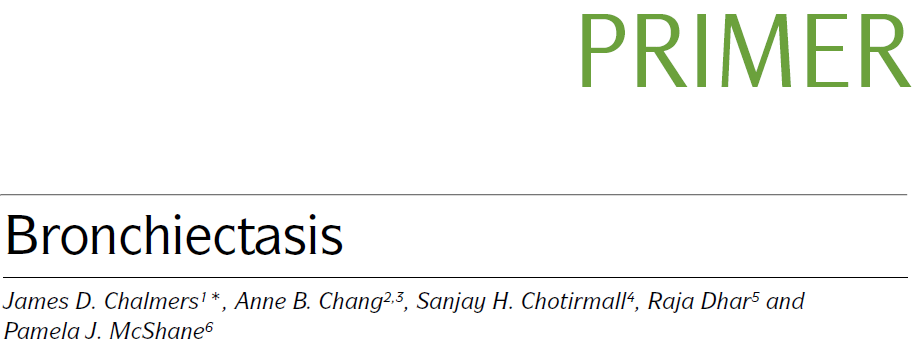 PRIMER
Bronchiectasis
James D. Chalmers¹*, Anne B. Chang²,³, Sanjay H. Chotirmall⁴, Raja Dhar⁵ and
Pamela J. McShane⁶